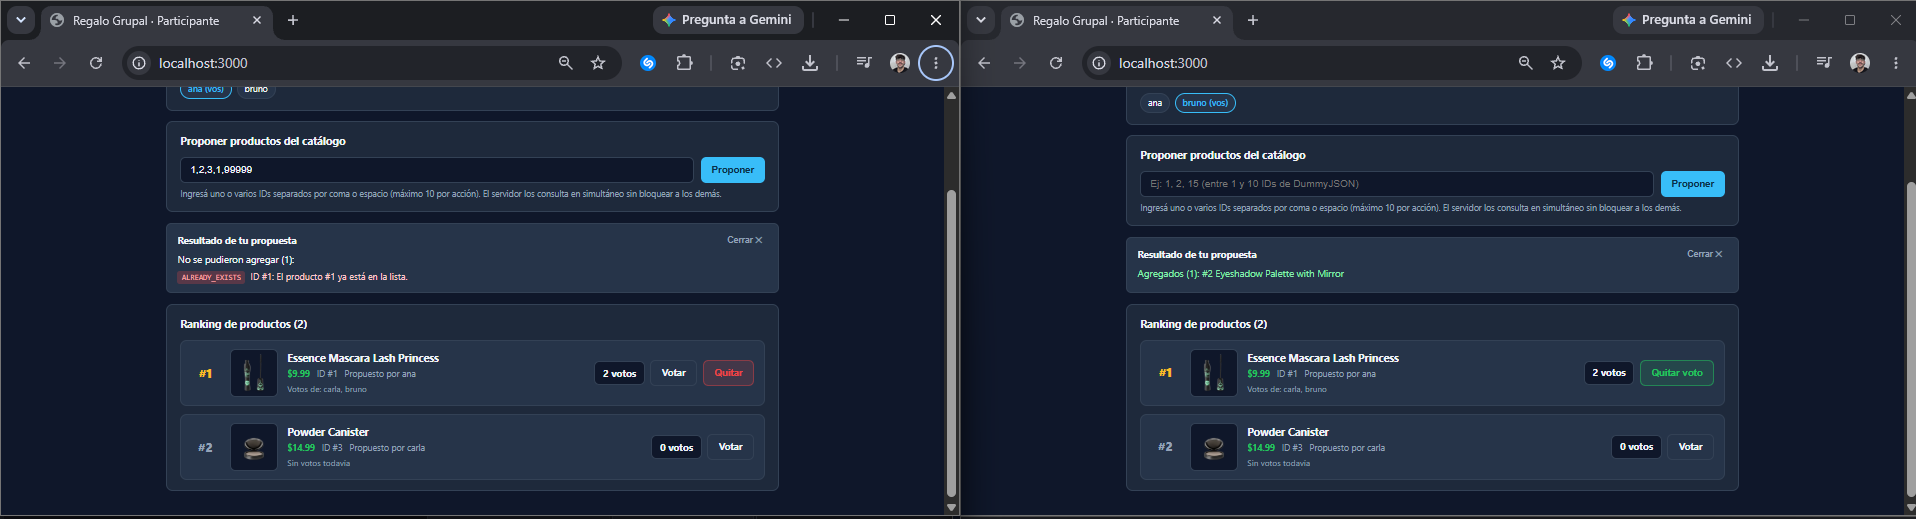 Regalo Grupal · Participante
Pregunta a Gemini
localhost:3000
ana (vos) bruno
Proponer productos del catálogo
1,2,3,1,99999
Proponer
Ingresá uno o varios IDs separados por coma o espacio (máximo 10 por acción). El servidor los consulta en simultáneo sin bloquear a los demás.
Resultado de tu propuesta
Cerrar ✕
No se pudieron agregar (1):
ALREADY_EXISTS ID #1: El producto #1 ya está en la lista.
Ranking de productos (2)
#1
Essence Mascara Lash Princess
$9.99 ID #1 Propuesto por ana
Votos de: carla, bruno
2 votos Votar Quitar
#2
Powder Canister
$14.99 ID #3 Propuesto por carla
Sin votos todavía
0 votos Votar
Regalo Grupal · Participante
Pregunta a Gemini
localhost:3000
ana bruno (vos)
Proponer productos del catálogo
Ej: 1, 2, 15 (entre 1 y 10 IDs de DummyJSON)
Proponer
Ingresá uno o varios IDs separados por coma o espacio (máximo 10 por acción). El servidor los consulta en simultáneo sin bloquear a los demás.
Resultado de tu propuesta
Cerrar ✕
Agregados (1): #2 Eyeshadow Palette with Mirror
Ranking de productos (2)
#1
Essence Mascara Lash Princess
$9.99 ID #1 Propuesto por ana
Votos de: carla, bruno
2 votos Quitar voto
#2
Powder Canister
$14.99 ID #3 Propuesto por carla
Sin votos todavía
0 votos Votar